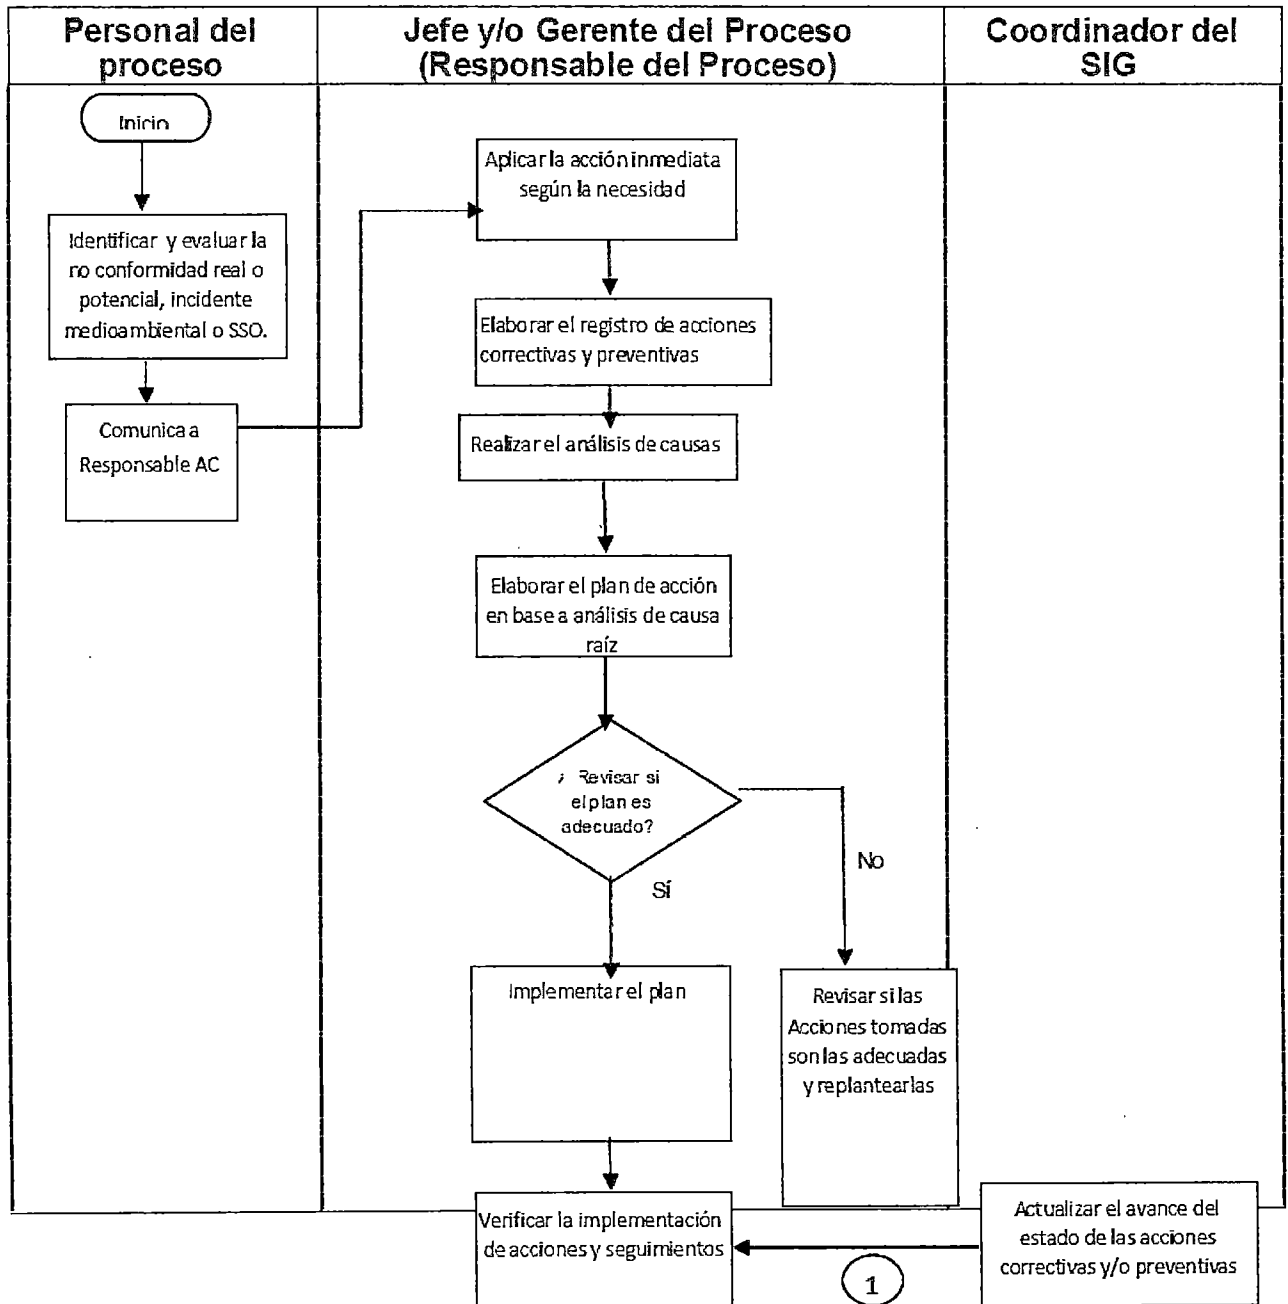 Personal del
proceso
Jefe y/o Gerente del Proceso
(Responsable del Proceso)
Coordinador del
SIG
Inicio
Identificar y evaluar la
no conformidad real o
potencial, incidente
medioambiental o SSO.
Comunica a
Responsable AC
Aplicar la acción inmediata
según la necesidad
Elaborar el registro de acciones
correctivas y preventivas
Realizar el análisis de causas
Elaborar el plan de acción
en base a análisis de causa
raíz
¿ Revisar si
el plan es
adecuado?
No
Sí
Implementar el plan
Revisar si las
Acciones tomadas
son las adecuadas
y replantearlas
Verificar la implementación
de acciones y seguimientos
1
Actualizar el avance del
estado de las acciones
correctivas y/o preventivas